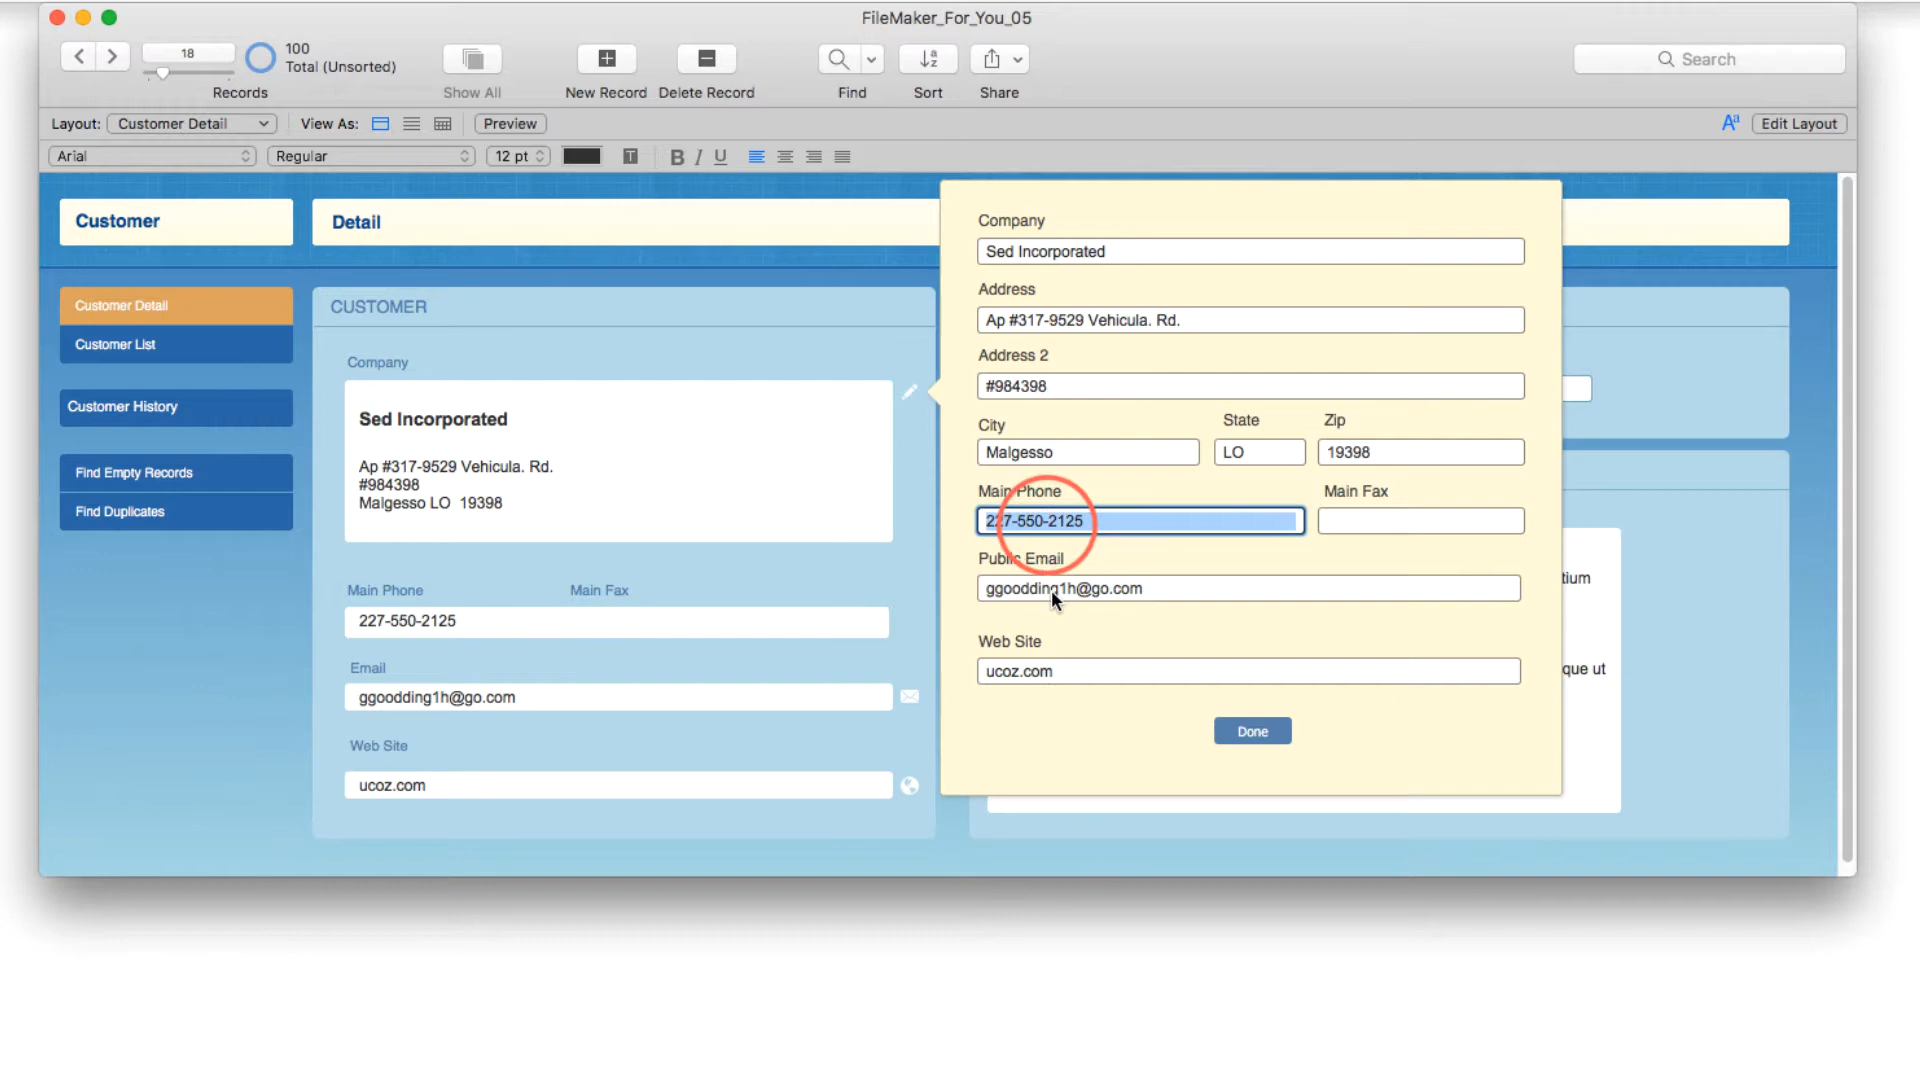 FileMaker_For_You_05
18
100
Total (Unsorted)
Records
Show All
New Record
Delete Record
Find
Sort
Share
Search
Layout:
Customer Detail
View As:
Preview
Aa
Edit Layout
Arial
Regular
12 pt
B I U
Customer
Detail
Customer Detail
Customer List
Customer History
Find Empty Records
Find Duplicates
CUSTOMER
Company
Sed Incorporated
Ap #317-9529 Vehicula. Rd.
#984398
Malgesso LO 19398
Main Phone
Main Fax
227-550-2125
Email
ggoodding1h@go.com
Web Site
ucoz.com
Company
Sed Incorporated
Address
Ap #317-9529 Vehicula. Rd.
Address 2
#984398
City
State
Zip
Malgesso
LO
19398
Main Phone
Main Fax
227-550-2125
Public Email
ggoodding1h@go.com
Web Site
ucoz.com
Done
tium
que ut